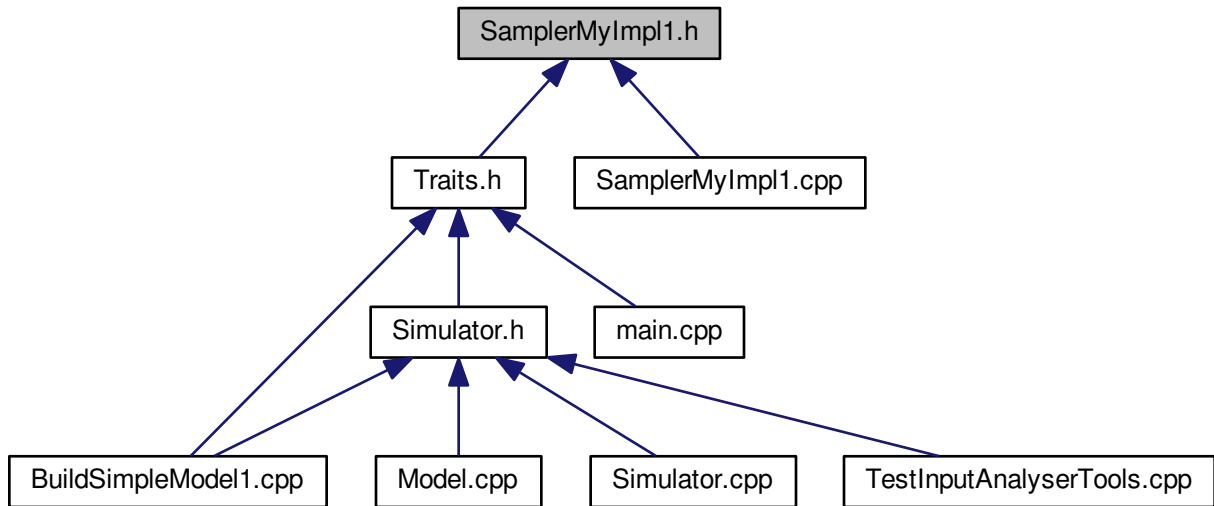 SamplerMyImpl1.h
Traits.h
SamplerMyImpl1.cpp
Simulator.h
main.cpp
BuildSimpleModel1.cpp
Model.cpp
Simulator.cpp
TestInputAnalyserTools.cpp